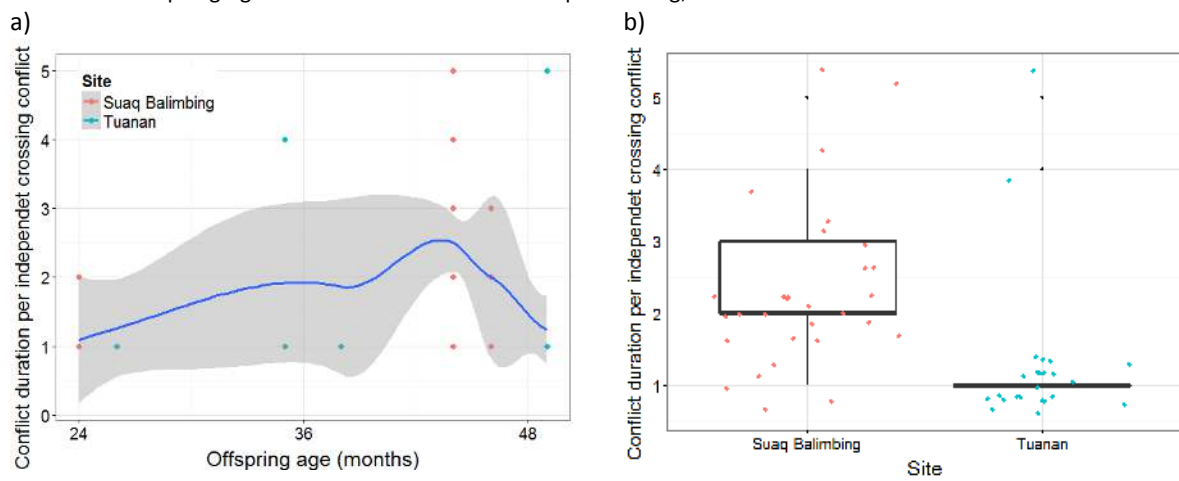 a)
b)
Conflict duration per independet crossing conflict
5
4
3
2
1
0
Site
Suaq Balimbing
Tuanan
24
36
48
Offspring age (months)
Conflict duration per independet crossing conflict
5
4
3
2
1
Suaq Balimbing
Tuanan
Site